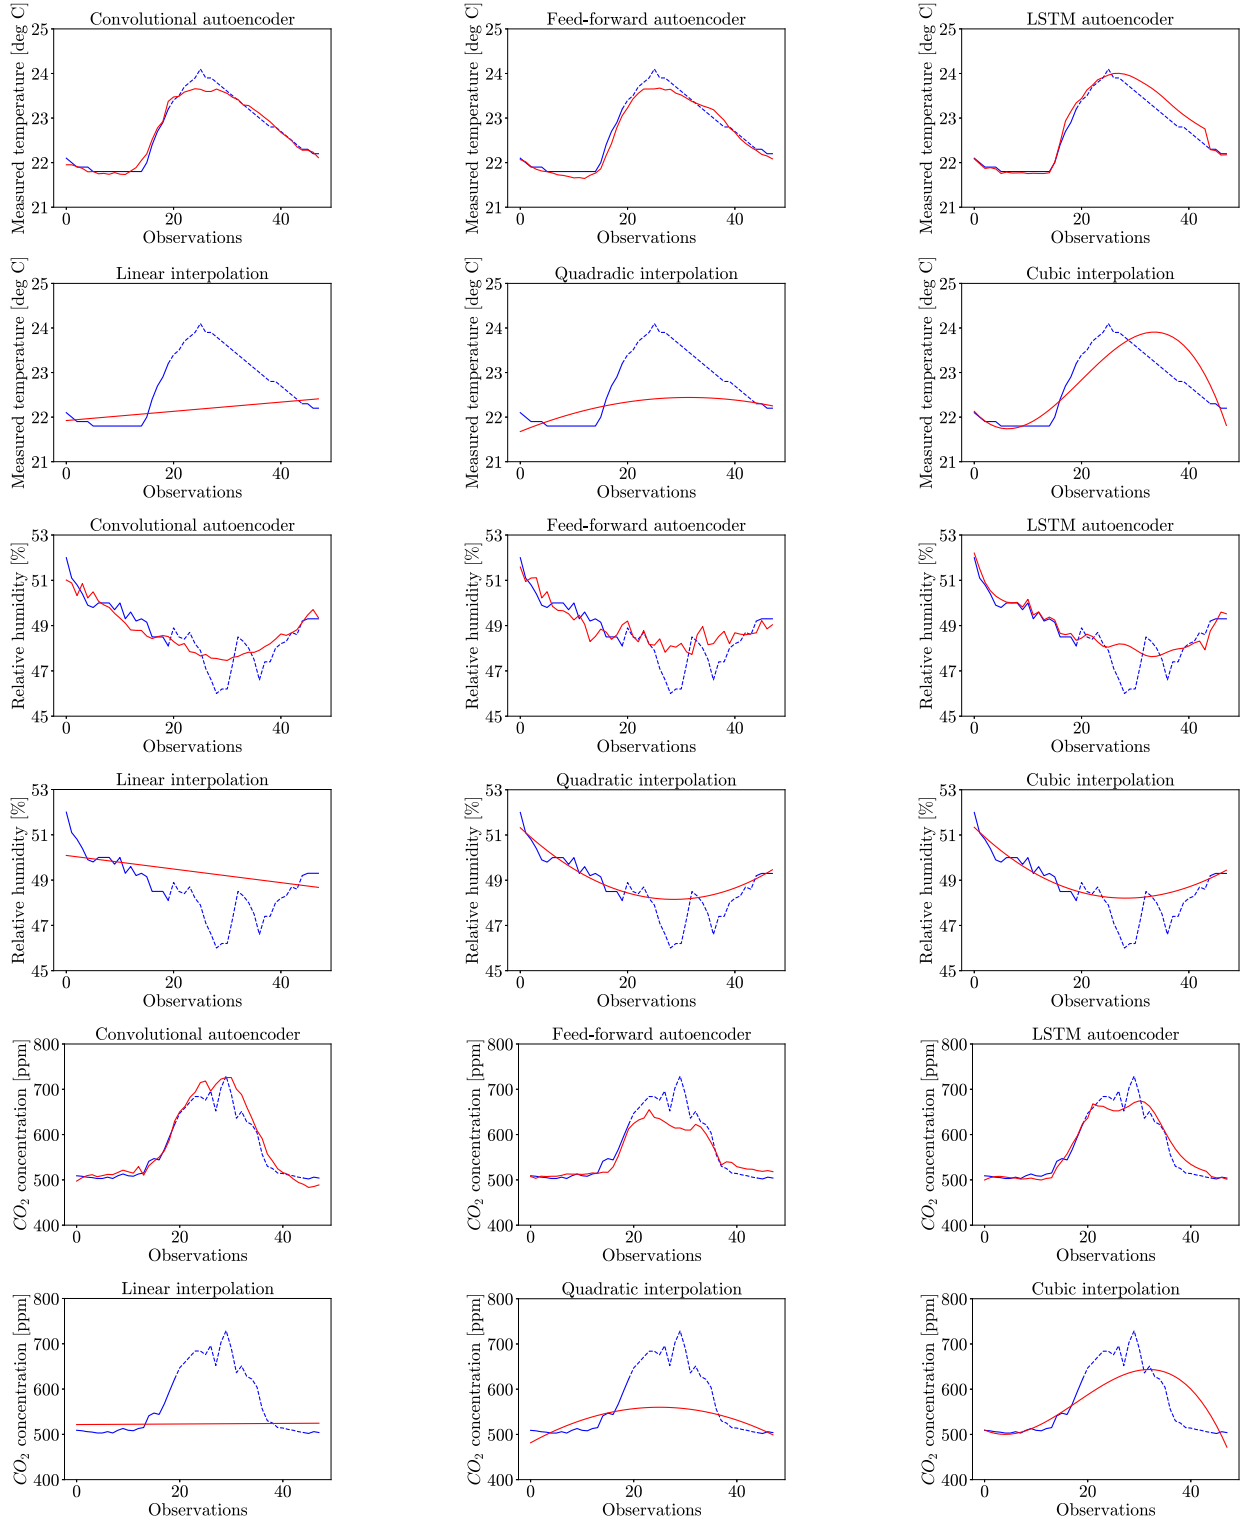 Convolutional autoencoder
Feed-forward autoencoder
LSTM autoencoder
Measured temperature [deg C]
25
24
23
22
21
0
20
40
Observations
Measured temperature [deg C]
25
24
23
22
21
0
20
40
Observations
Measured temperature [deg C]
25
24
23
22
21
0
20
40
Observations
Linear interpolation
Quadradic interpolation
Cubic interpolation
Measured temperature [deg C]
25
24
23
22
21
0
20
40
Observations
Measured temperature [deg C]
25
24
23
22
21
0
20
40
Observations
Measured temperature [deg C]
25
24
23
22
21
0
20
40
Observations
Convolutional autoencoder
Feed-forward autoencoder
LSTM autoencoder
Relative humidity [%]
53
51
49
47
45
0
20
40
Observations
Relative humidity [%]
53
51
49
47
45
0
20
40
Observations
Relative humidity [%]
53
51
49
47
45
0
20
40
Observations
Linear interpolation
Quadratic interpolation
Cubic interpolation
Relative humidity [%]
53
51
49
47
45
0
20
40
Observations
Relative humidity [%]
53
51
49
47
45
0
20
40
Observations
Relative humidity [%]
53
51
49
47
45
0
20
40
Observations
Convolutional autoencoder
Feed-forward autoencoder
LSTM autoencoder
CO₂ concentration [ppm]
800
700
600
500
400
0
20
40
Observations
CO₂ concentration [ppm]
800
700
600
500
400
0
20
40
Observations
CO₂ concentration [ppm]
800
700
600
500
400
0
20
40
Observations
Linear interpolation
Quadratic interpolation
Cubic interpolation
CO₂ concentration [ppm]
800
700
600
500
400
0
20
40
Observations
CO₂ concentration [ppm]
800
700
600
500
400
0
20
40
Observations
CO₂ concentration [ppm]
800
700
600
500
400
0
20
40
Observations